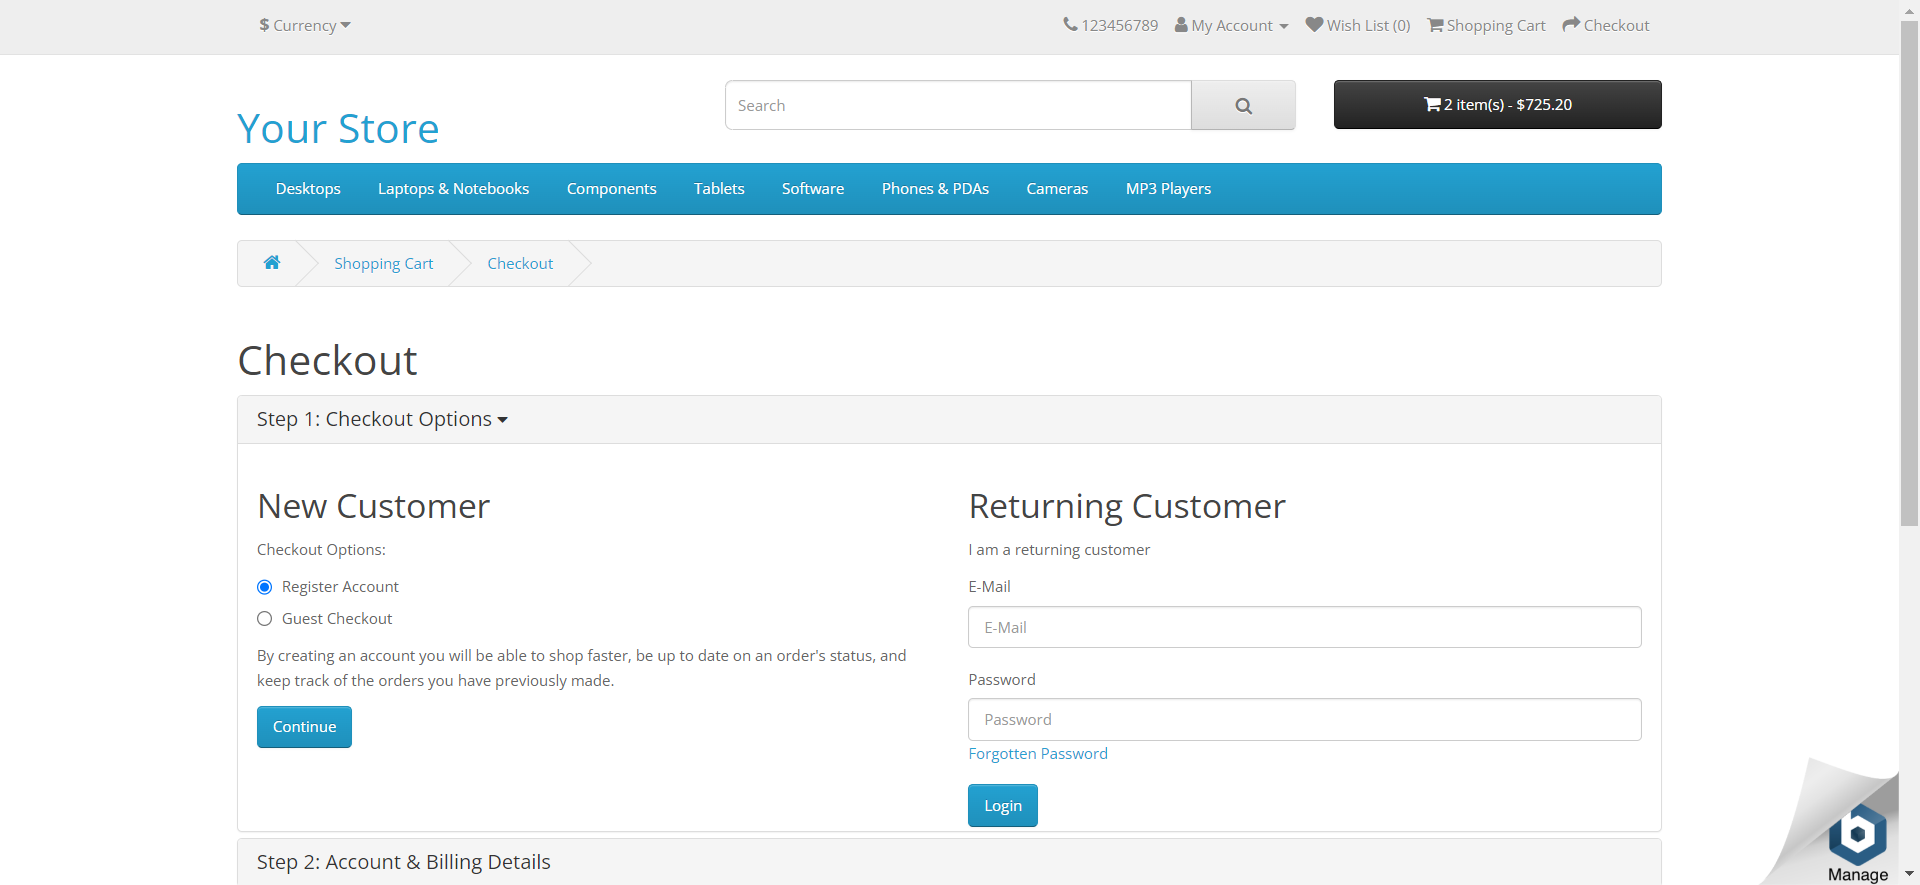 $ Currency
123456789 My Account Wish List (0) Shopping Cart Checkout
Your Store
Search
2 item(s) - $725.20
Desktops Laptops & Notebooks Components Tablets Software Phones & PDAs Cameras MP3 Players
Shopping Cart Checkout
Checkout
Step 1: Checkout Options
New Customer
Checkout Options:
Register Account
Guest Checkout
By creating an account you will be able to shop faster, be up to date on an order's status, and
keep track of the orders you have previously made.
Continue
Returning Customer
I am a returning customer
E-Mail
E-Mail
Password
Password
Forgotten Password
Login
Step 2: Account & Billing Details
b
Manage